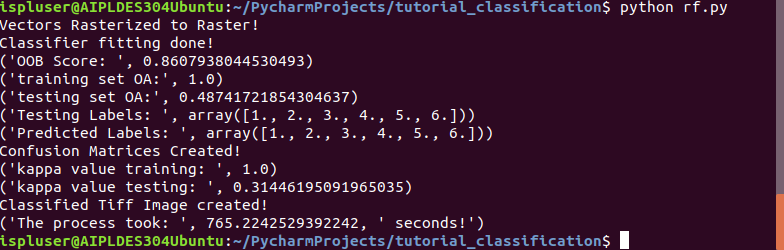 ispluser@AIPLDES304Ubuntu:~/PycharmProjects/tutorial_classification$ python rf.py
Vectors Rasterized to Raster!
Classifier fitting done!
('OOB Score: ', 0.8607938044530493)
('training set OA:', 1.0)
('testing set OA:', 0.48741721854304637)
('Testing Labels: ', array([1., 2., 3., 4., 5., 6.]))
('Predicted Labels: ', array([1., 2., 3., 4., 5., 6.]))
Confusion Matrices Created!
('kappa value training: ', 1.0)
('kappa value testing: ', 0.31446195091965035)
Classified Tiff Image created!
('The process took: ', 765.2242529392242, ' seconds!')
ispluser@AIPLDES304Ubuntu:~/PycharmProjects/tutorial_classification$